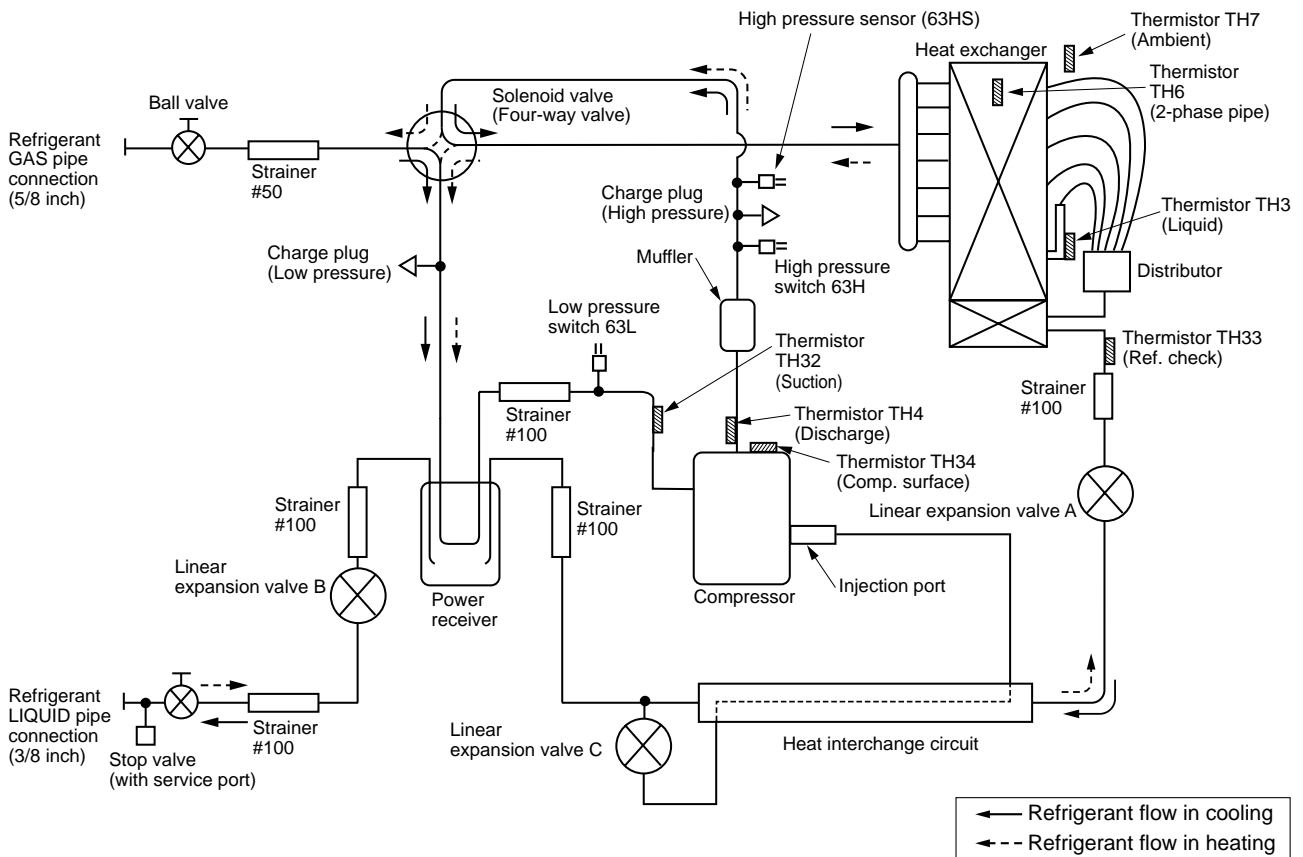 High pressure sensor (63HS)
Thermistor TH7
(Ambient)
Heat exchanger
Thermistor
TH6
(2-phase pipe)
Ball valve
Solenoid valve
(Four-way valve)
Refrigerant
GAS pipe
connection
(5/8 inch)
Strainer
#50
Charge plug
(High pressure)
Thermistor TH3
(Liquid)
Charge plug
(Low pressure)
Muffler
High pressure
switch 63H
Distributor
Low pressure
switch 63L
Thermistor
TH32
(Suction)
Thermistor TH33
(Ref. check)
Strainer
#100
Strainer
#100
Thermistor TH4
(Discharge)
Thermistor TH34
(Comp. surface)
Strainer
#100
Strainer
#100
Linear expansion valve A
Linear
expansion valve B
Power
receiver
Compressor
Injection port
Refrigerant
LIQUID pipe
connection
(3/8 inch)
Strainer
#100
Stop valve
(with service port)
Linear
expansion valve C
Heat interchange circuit
Refrigerant flow in cooling
Refrigerant flow in heating